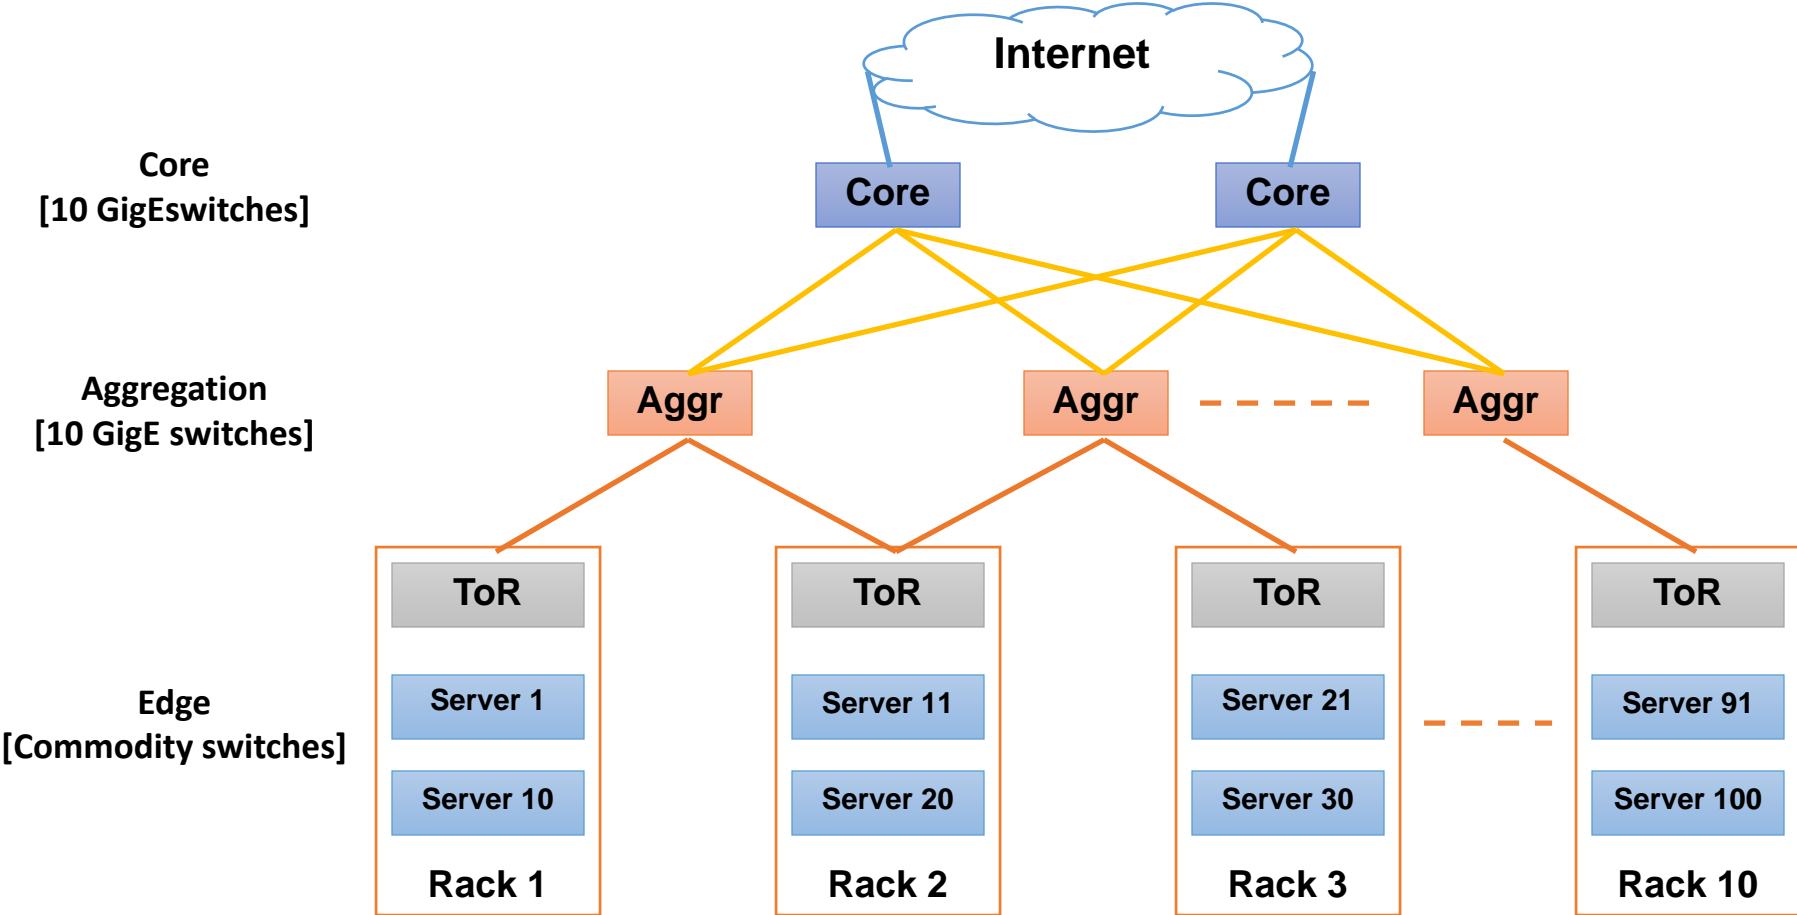 Internet
Core
[10 GigEswitches]
Core
Core
Aggregation
[10 GigE switches]
Aggr
Aggr
Aggr
Edge
[Commodity switches]
ToR
Server 1
Server 10
Rack 1
ToR
Server 11
Server 20
Rack 2
ToR
Server 21
Server 30
Rack 3
ToR
Server 91
Server 100
Rack 10